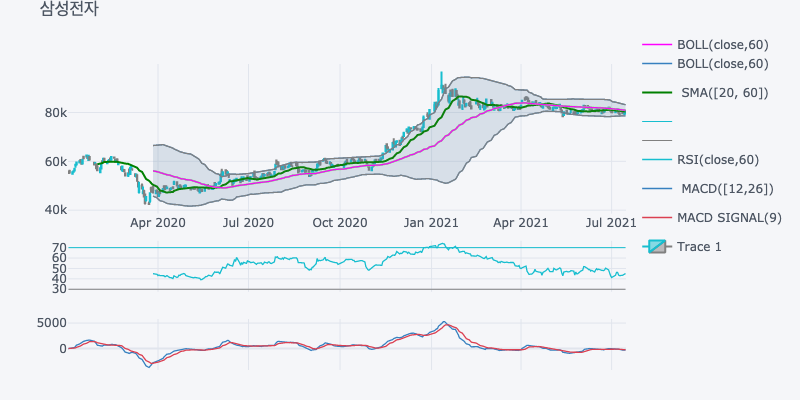 삼성전자
BOLL(close,60)
BOLL(close,60)
SMA([20, 60])
RSI(close,60)
MACD([12,26])
MACD SIGNAL(9)
Trace 1
80k
60k
40k
Apr 2020 Jul 2020 Oct 2020 Jan 2021 Apr 2021 Jul 2021
70
60
50
40
30
5000
0